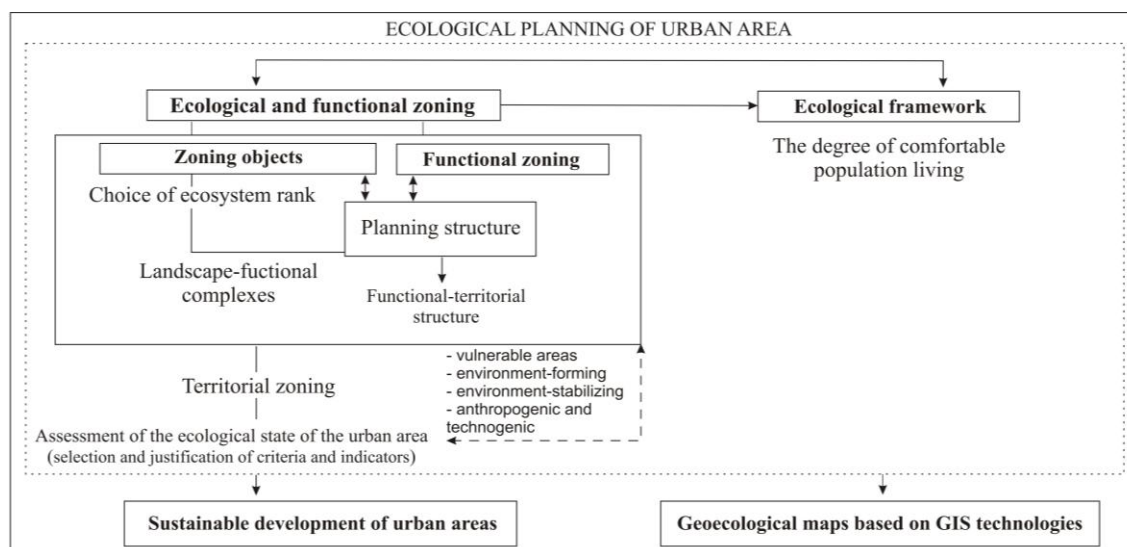 ECOLOGICAL PLANNING OF URBAN AREA
Ecological and functional zoning
Ecological framework
The degree of comfortable
population living
Zoning objects
Functional zoning
Choice of ecosystem rank
Planning structure
Landscape-fuctional
complexes
Functional-territorial
structure
- vulnerable areas
- environment-forming
- environment-stabilizing
- anthropogenic and
technogenic
Territorial zoning
Assessment of the ecological state of the urban area
(selection and justification of criteria and indicators)
Sustainable development of urban areas
Geoecological maps based on GIS technologies